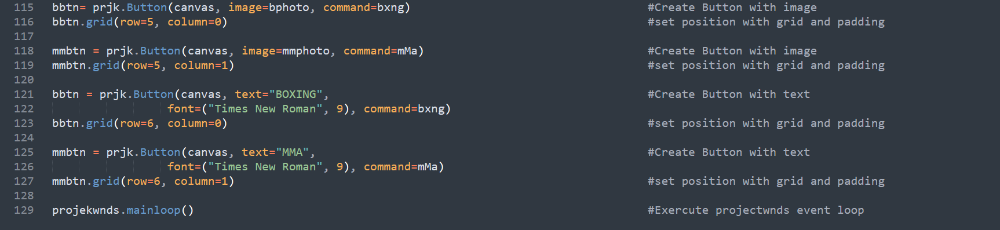 115 bbtn= prjk.Button(canvas, image=bphoto, command=bxng) #Create Button with image
116 bbtn.grid(row=5, column=0) #set position with grid and padding
117
118 mmbtn = prjk.Button(canvas, image=mmphoto, command=mMa) #Create Button with image
119 mmbtn.grid(row=5, column=1) #set position with grid and padding
120
121 bbtn = prjk.Button(canvas, text="BOXING", #Create Button with text
122 font=("Times New Roman", 9), command=bxng)
123 bbtn.grid(row=6, column=0) #set position with grid and padding
124
125 mmbtn = prjk.Button(canvas, text="MMA", #Create Button with text
126 font=("Times New Roman", 9), command=mMa)
127 mmbtn.grid(row=6, column=1) #set position with grid and padding
128
129 projekwnds.mainloop() #Exercute projectwnds event loop